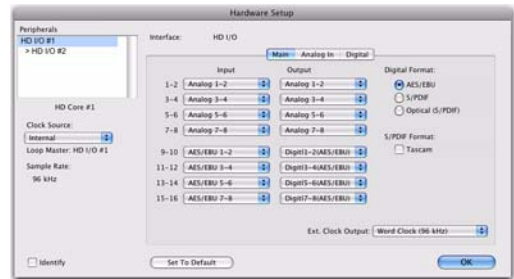 Hardware Setup
Peripherals
HD I/O #1
> HD I/O #2
HD Core #1
Clock Source:
Internal
Loop Master: HD I/O #1
Sample Rate:
96 kHz
Identify
Interface: HD I/O
Main Analog In Digital
Input Output
1-2 Analog 1-2 Analog 1-2
3-4 Analog 3-4 Analog 3-4
5-6 Analog 5-6 Analog 5-6
7-8 Analog 7-8 Analog 7-8
9-10 AES/EBU 1-2 Digitl1-2(AES/EBU)
11-12 AES/EBU 3-4 Digitl3-4(AES/EBU)
13-14 AES/EBU 5-6 Digitl5-6(AES/EBU)
15-16 AES/EBU 7-8 Digitl7-8(AES/EBU)
Digital Format:
AES/EBU
S/PDIF
Optical (S/PDIF)
S/PDIF Format:
Tascam
Ext. Clock Output: Word Clock (96 kHz)
Set To Default
OK